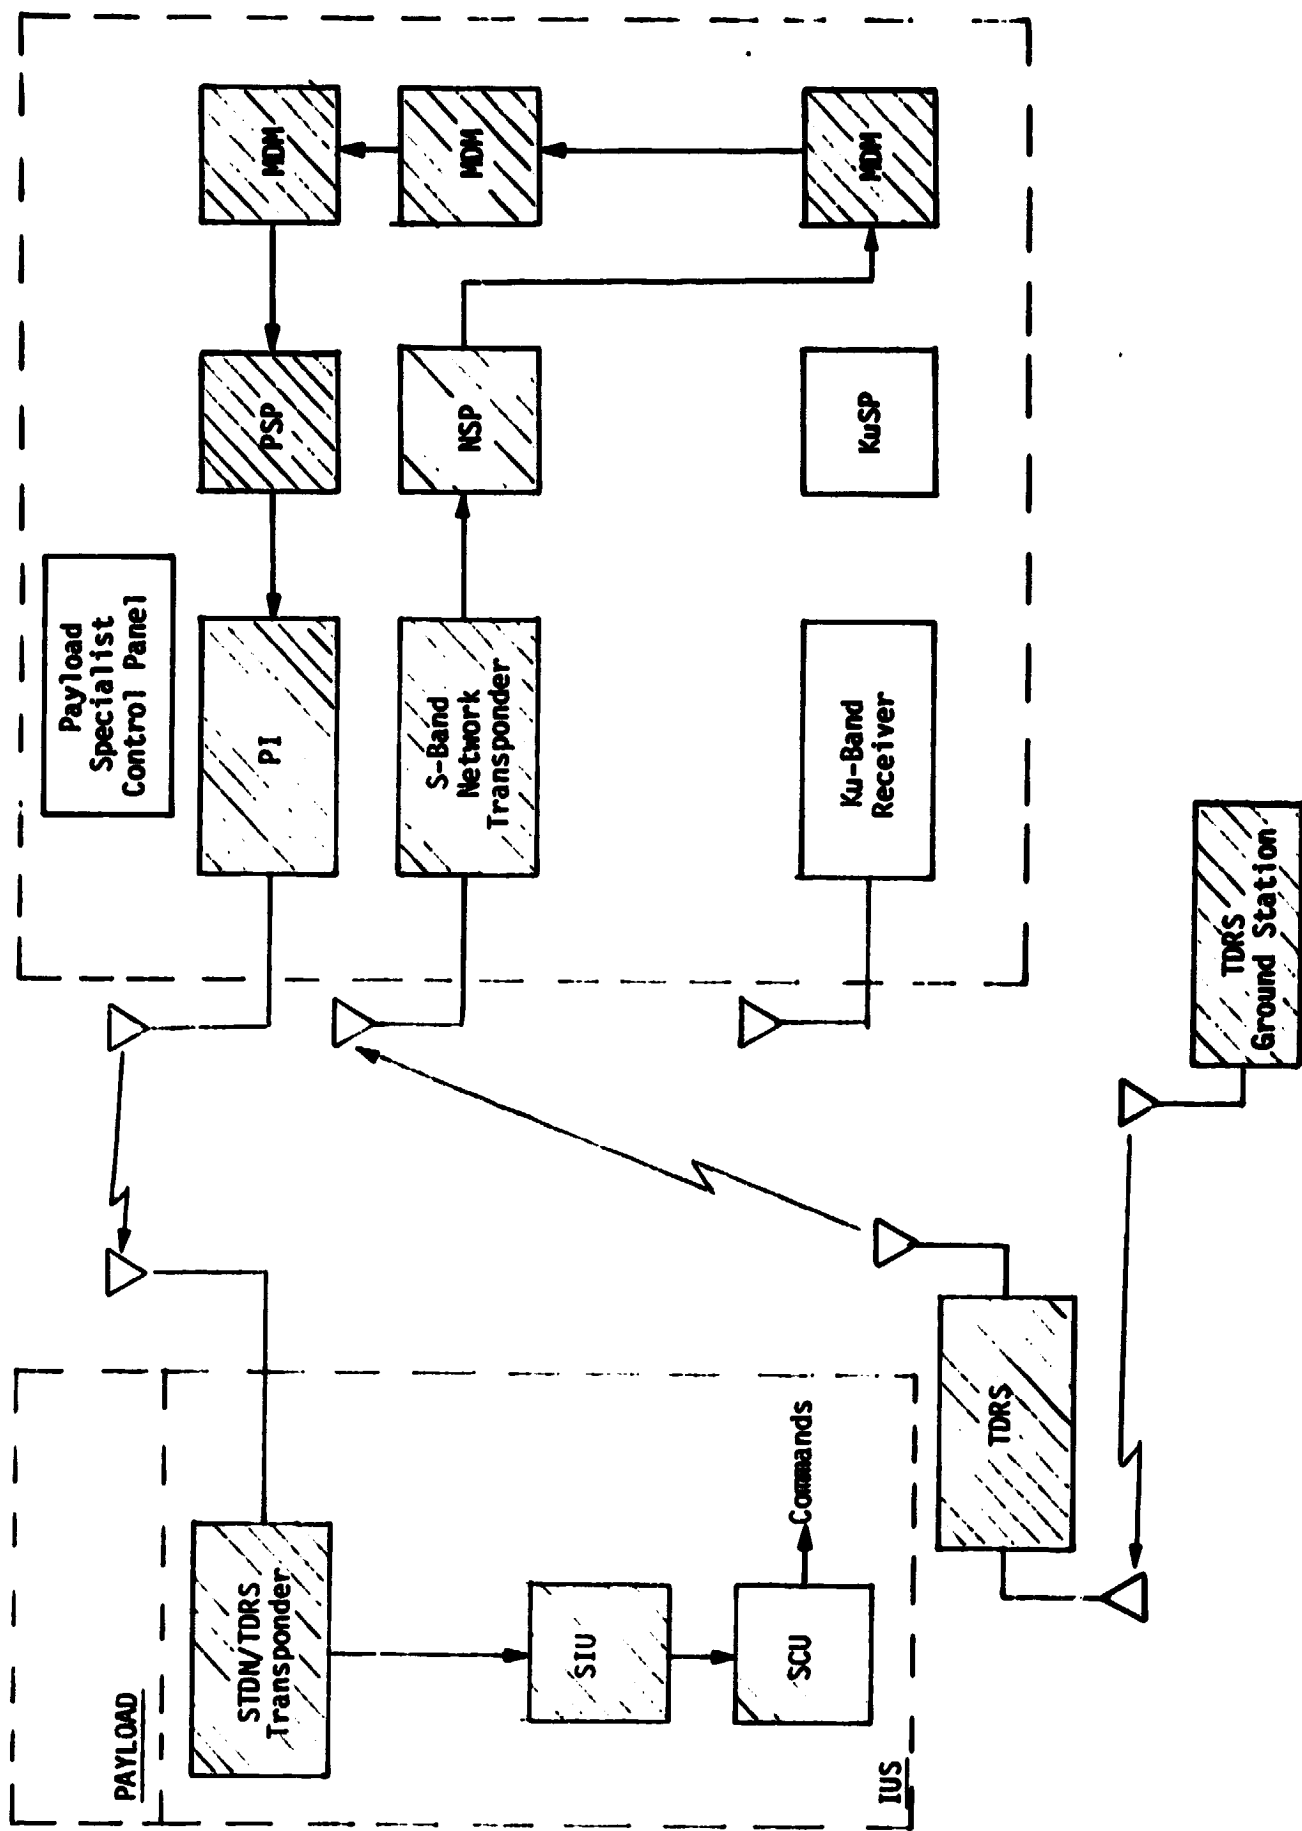 PAYLOAD
STDN/TDRS
Transponder
SIU
SCU
Commands
IUS
Payload
Specialist
Control Panel
PI
PSP
MDM
S-Band
Network
Transponder
NSP
MDM
Ku-Band
Receiver
KuSP
MDM
TDRS
TDRS
Ground Station